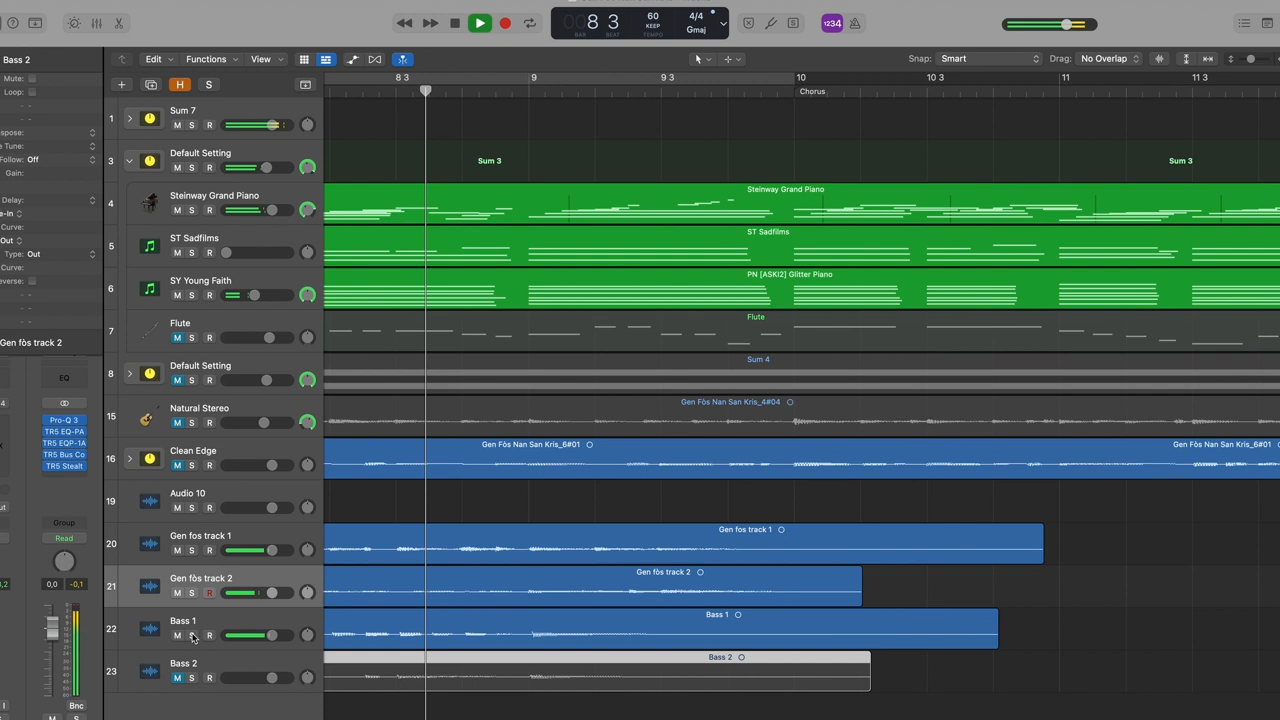 8 3
BAR
BEAT
60
KEEP
TEMPO
4/4
Gmaj
1234
S
Bass 2
Edit
Functions
View
Snap: Smart
Drag: No Overlap
Mute:
Loop:
H
S
8 3
9
9 3
10
10 3
11
11 3
Chorus
1
Sum 7
M S R
3
Default Setting
M S R
Sum 3
Sum 3
4
Steinway Grand Piano
M S R
Steinway Grand Piano
5
ST Sadfilms
M S R
ST Sadfilms
6
SY Young Faith
M S R
PN [ASKI2] Glitter Piano
7
Flute
M S R
Flute
8
Default Setting
M S R
Sum 4
15
Natural Stereo
M S R
Gen Fòs Nan San Kris_4#04
16
Clean Edge
M S R
Gen Fòs Nan San Kris_6#01
Gen Fòs Nan San Kris_6#01
19
Audio 10
M S R
20
Gen fos track 1
M S R
Gen fos track 1
21
Gen fòs track 2
M S R
Gen fòs track 2
22
Bass 1
M S R
Bass 1
23
Bass 2
M S R
Bass 2
spose:
e Tune:
Follow: Off
Gain:
Delay:
e-In
Curve:
Out
Type: Out
Curve:
everse:
Gen fòs track 2
EQ
Pro-Q 3
TR5 EQ-PA
TR5 EQP-1A
TR5 Bus Co
TR5 Stealt
Group
Read
0,0 -0,1
Bnc
M S